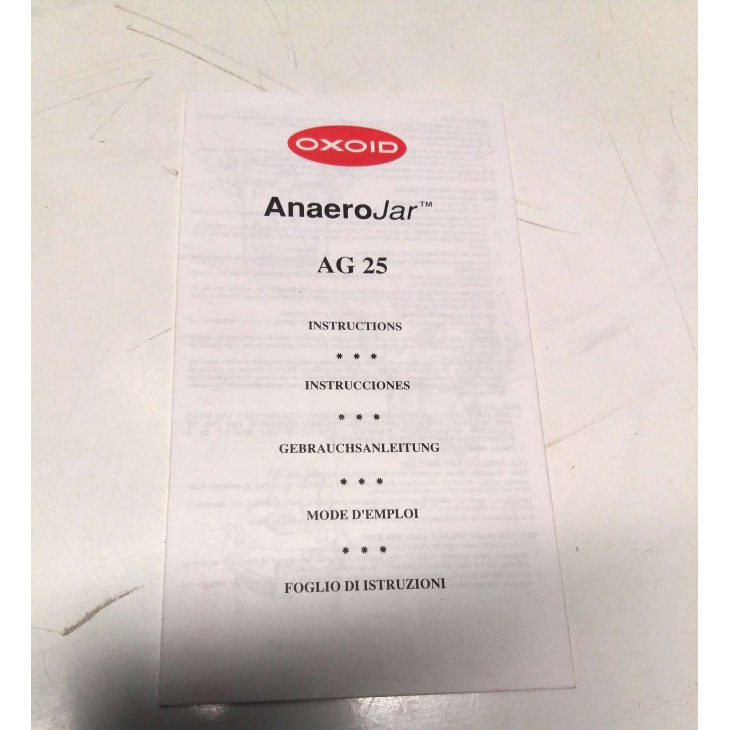 OXOID
AnaeroJar™
AG 25
INSTRUCTIONS
* * *
INSTRUCCIONES
* * *
GEBRAUCHSANLEITUNG
* * *
MODE D'EMPLOI
* * *
FOGLIO DI ISTRUZIONI